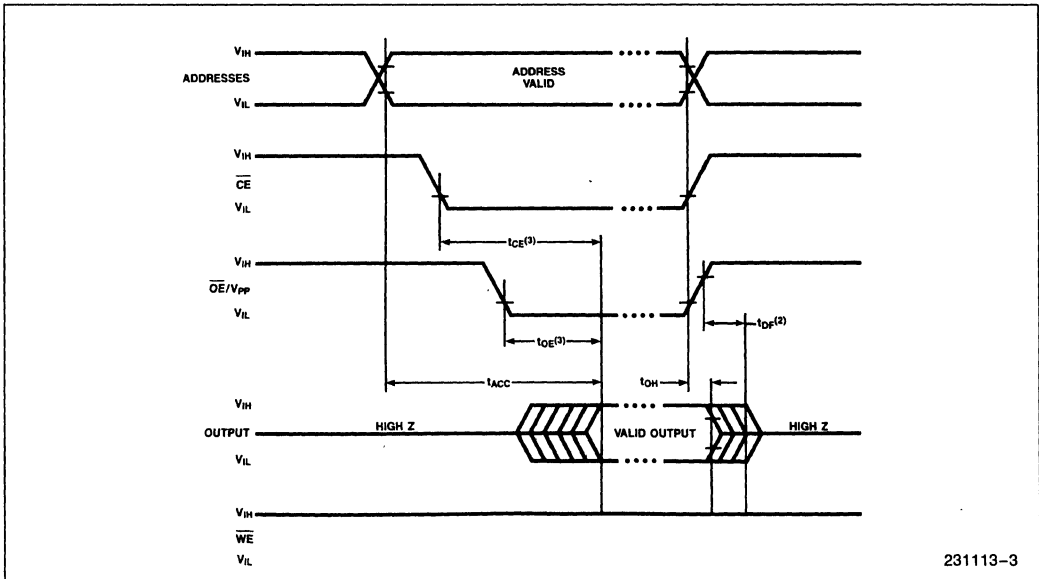 VIH
ADDRESSES
ADDRESS
VALID
VIL
VIH
CE
VIL
tCE(3)
VIH
OE/VPP
VIL
tDF(2)
tOE(3)
tACC
tOH
VIH
OUTPUT
HIGH Z
VALID OUTPUT
HIGH Z
VIL
VIH
WE
VIL
231113-3